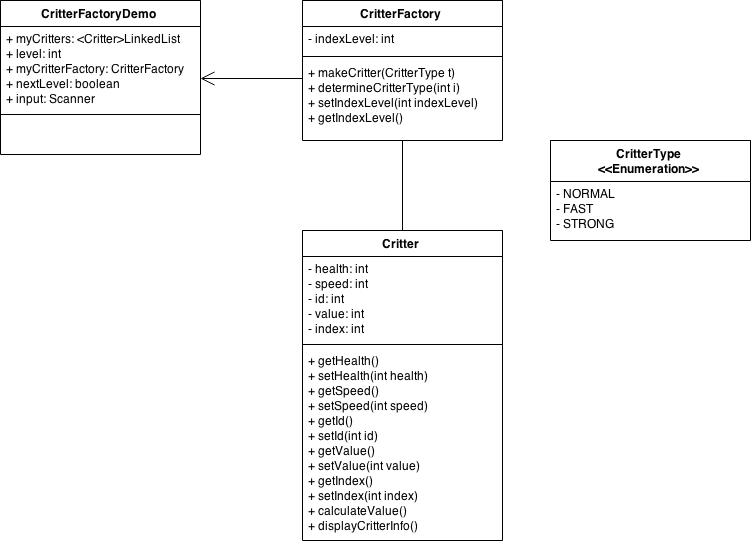 CritterFactoryDemo
+ myCritters: <Critter>LinkedList
+ level: int
+ myCritterFactory: CritterFactory
+ nextLevel: boolean
+ input: Scanner
CritterFactory
- indexLevel: int
+ makeCritter(CritterType t)
+ determineCritterType(int i)
+ setIndexLevel(int indexLevel)
+ getIndexLevel()
CritterType
<<Enumeration>>
- NORMAL
- FAST
- STRONG
Critter
- health: int
- speed: int
- id: int
- value: int
- index: int
+ getHealth()
+ setHealth(int health)
+ getSpeed()
+ setSpeed(int speed)
+ getId()
+ setId(int id)
+ getValue()
+ setValue(int value)
+ getIndex()
+ setIndex(int index)
+ calculateValue()
+ displayCritterInfo()